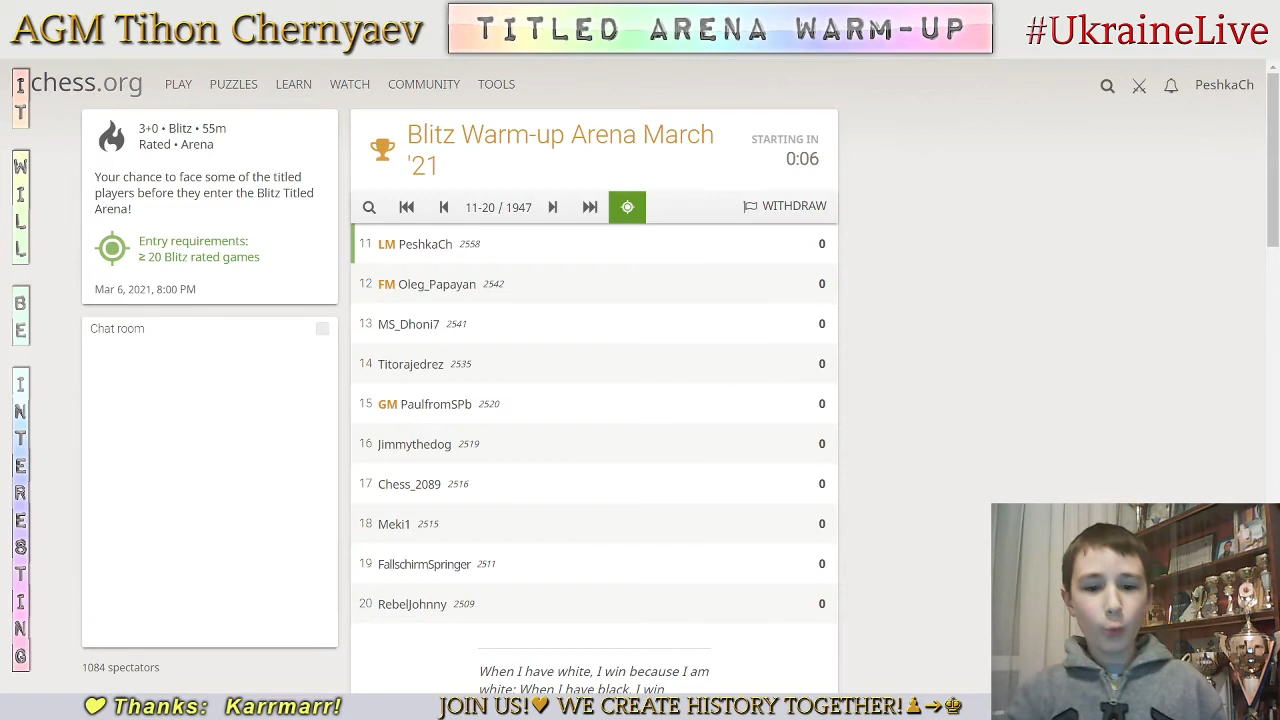 AGM Tihon Chernyaev
TITLED ARENA WARM-UP
#UkraineLive
IT WILL BE INTERESTING
chess.org
PLAY PUZZLES LEARN WATCH COMMUNITY TOOLS
PeshkaCh
3+0 • Blitz • 55m
Rated • Arena
Your chance to face some of the titled
players before they enter the Blitz Titled
Arena!
Entry requirements:
≥ 20 Blitz rated games
Mar 6, 2021, 8:00 PM
Chat room
1084 spectators
Blitz Warm-up Arena March
'21
STARTING IN
0:06
11-20 / 1947
WITHDRAW
11 LM PeshkaCh 2558 0
12 FM Oleg_Papayan 2542 0
13 MS_Dhoni7 2541 0
14 Titorajedrez 2535 0
15 GM PaulfromSPb 2520 0
16 Jimmythedog 2519 0
17 Chess_2089 2516 0
18 Meki1 2515 0
19 FallschirmSpringer 2511 0
20 RebelJohnny 2509 0
When I have white, I win because I am
white; When I have black, I win
Thanks: Karrmarr!
JOIN US!♥ WE CREATE HISTORY TOGETHER!♟→♚